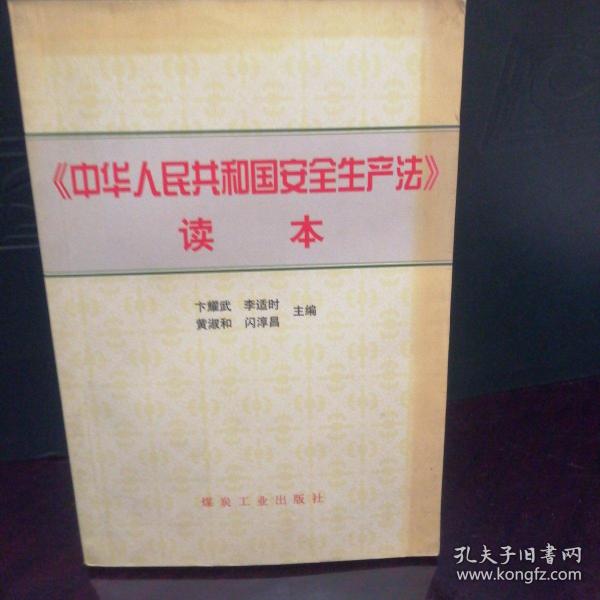 《中华人民共和国安全生产法》
读 本
卞耀武 李适时
黄淑和 闪淳昌 主编
煤炭工业出版社
孔夫子旧書网
www.kongfz.com